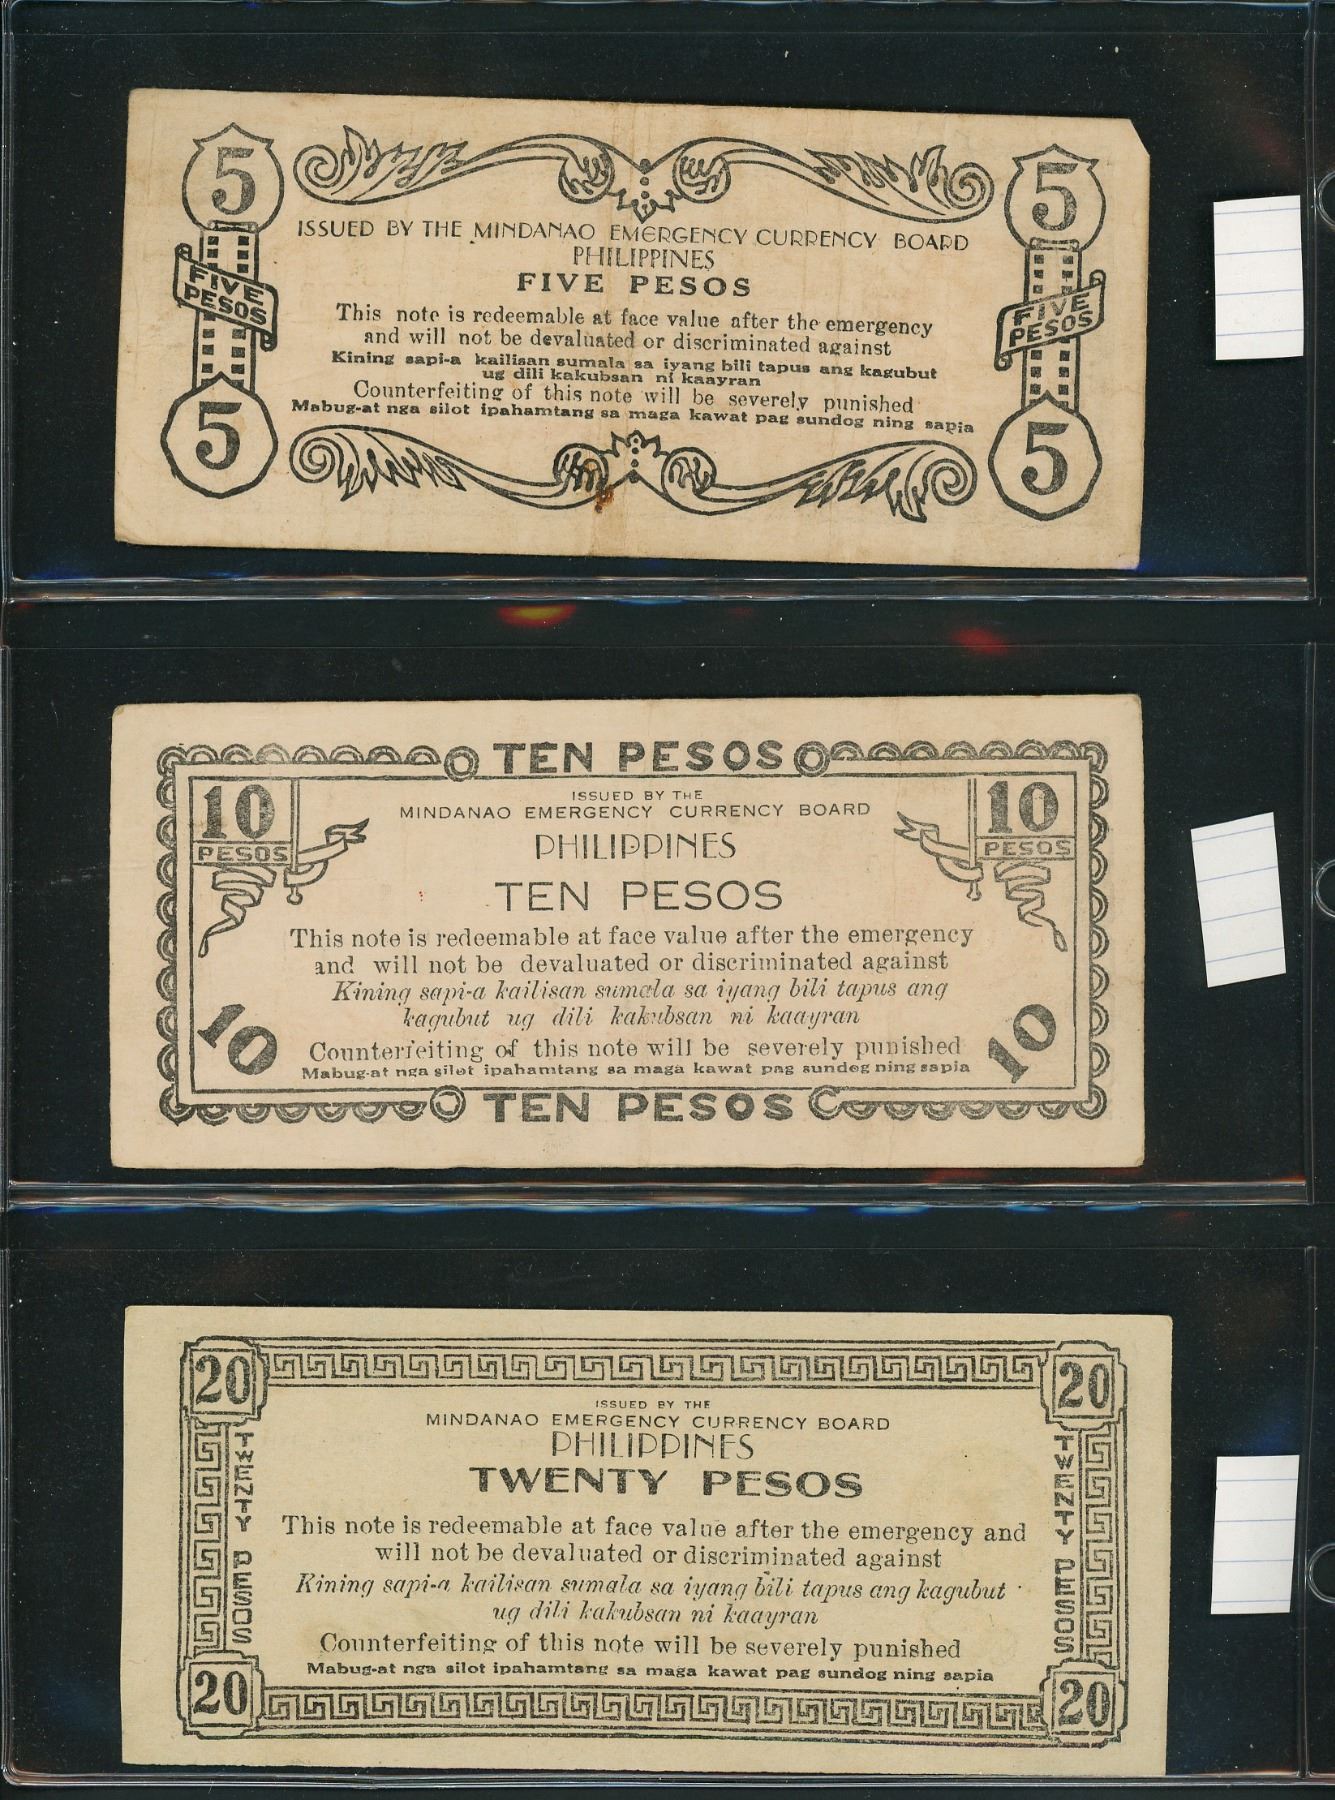 5
5
ISSUED BY THE MINDANAO EMERGENCY CURRENCY BOARD
PHILIPPINES
FIVE PESOS
FIVE
PESOS
FIVE
PESOS
This note is redeemable at face value after the emergency
and will not be devaluated or discriminated against
Kining sapi-a kailisan sumala sa iyang bili tapus ang kagubut
ug dili kakubsan ni kaayran
Counterfeiting of this note will be severely punished
Mabug-at nga silot ipahamtang sa maga kawat pag sundog ning sapia
5
5
TEN PESOS
10
PESOS
10
PESOS
ISSUED BY THE
MINDANAO EMERGENCY CURRENCY BOARD
PHILIPPINES
TEN PESOS
This note is redeemable at face value after the emergency
and will not be devaluated or discriminated against
Kining sapi-a kailisan sumala sa iyang bili tapus ang
kagubut ug dili kakubsan ni kaayran
10
10
Counterfeiting of this note will be severely punished
Mabug-at nga silot ipahamtang sa maga kawat pag sundog ning sapia
TEN PESOS
20
20
ISSUED BY THE
MINDANAO EMERGENCY CURRENCY BOARD
PHILIPPINES
TWENTY PESOS
TWENTY PESOS
TWENTY PESOS
This note is redeemable at face value after the emergency and
will not be devaluated or discriminated against
Kining sapi-a kailisan sumala sa iyang bili tapus ang kagubut
ug dili kakubsan ni kaayran
Counterfeiting of this note will be severely punished
Mabug-at nga silot ipahamtang sa maga kawat pag sundog ning sapia
20
20